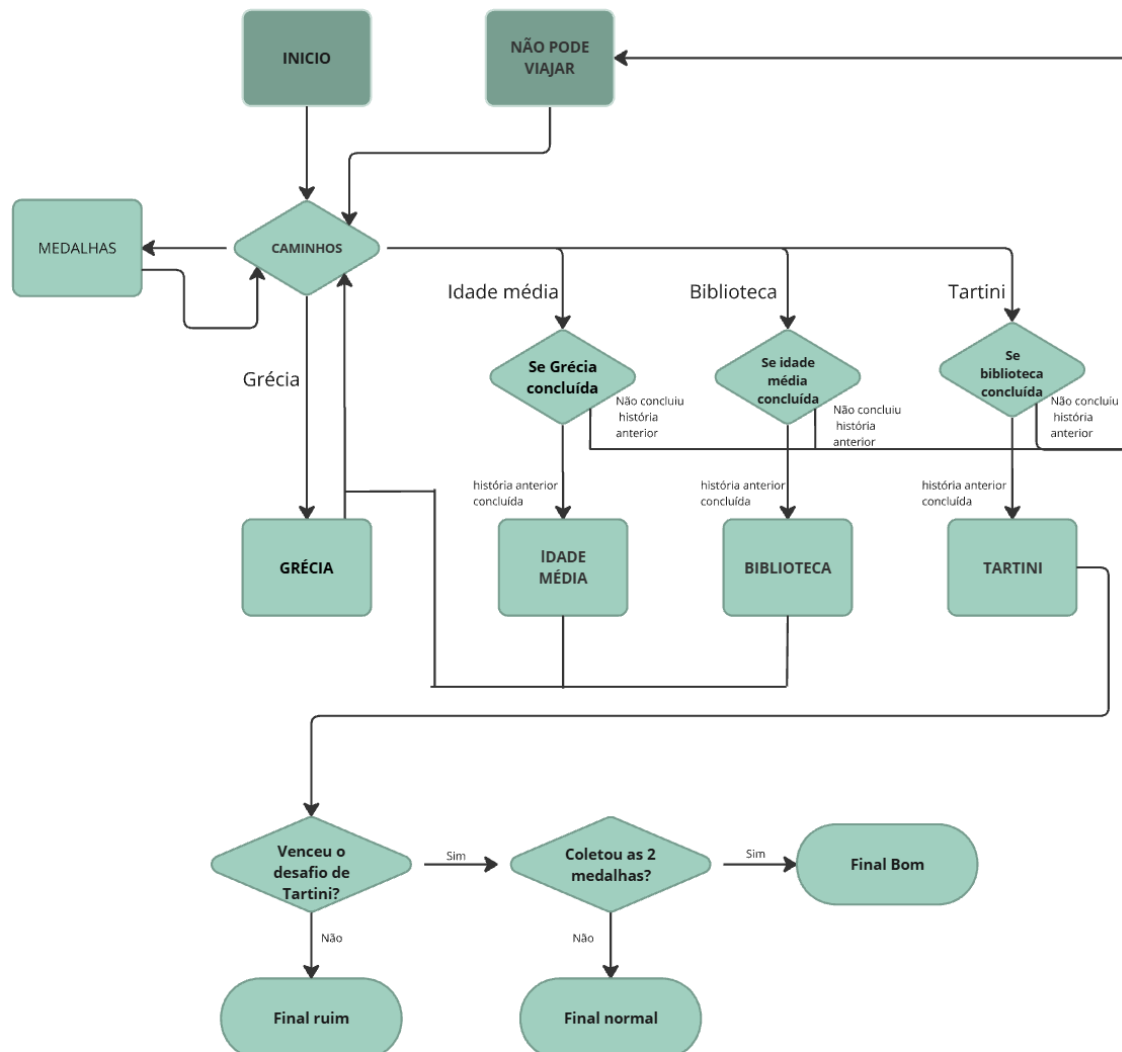 INICIO
NÃO PODE
VIAJAR
MEDALHAS
CAMINHOS
Idade média
Biblioteca
Tartini
Grécia
Se Grécia
concluída
Se idade
média
concluída
Se
biblioteca
concluída
Não concluiu
história
anterior
Não concluiu
história
anterior
Não concluiu
história
anterior
história anterior
concluída
história anterior
concluída
história anterior
concluída
GRÉCIA
IDADE
MÉDIA
BIBLIOTECA
TARTINI
Venceu o
desafio de
Tartini?
Sim
Coletou as 2
medalhas?
Sim
Final Bom
Não
Não
Final ruim
Final normal